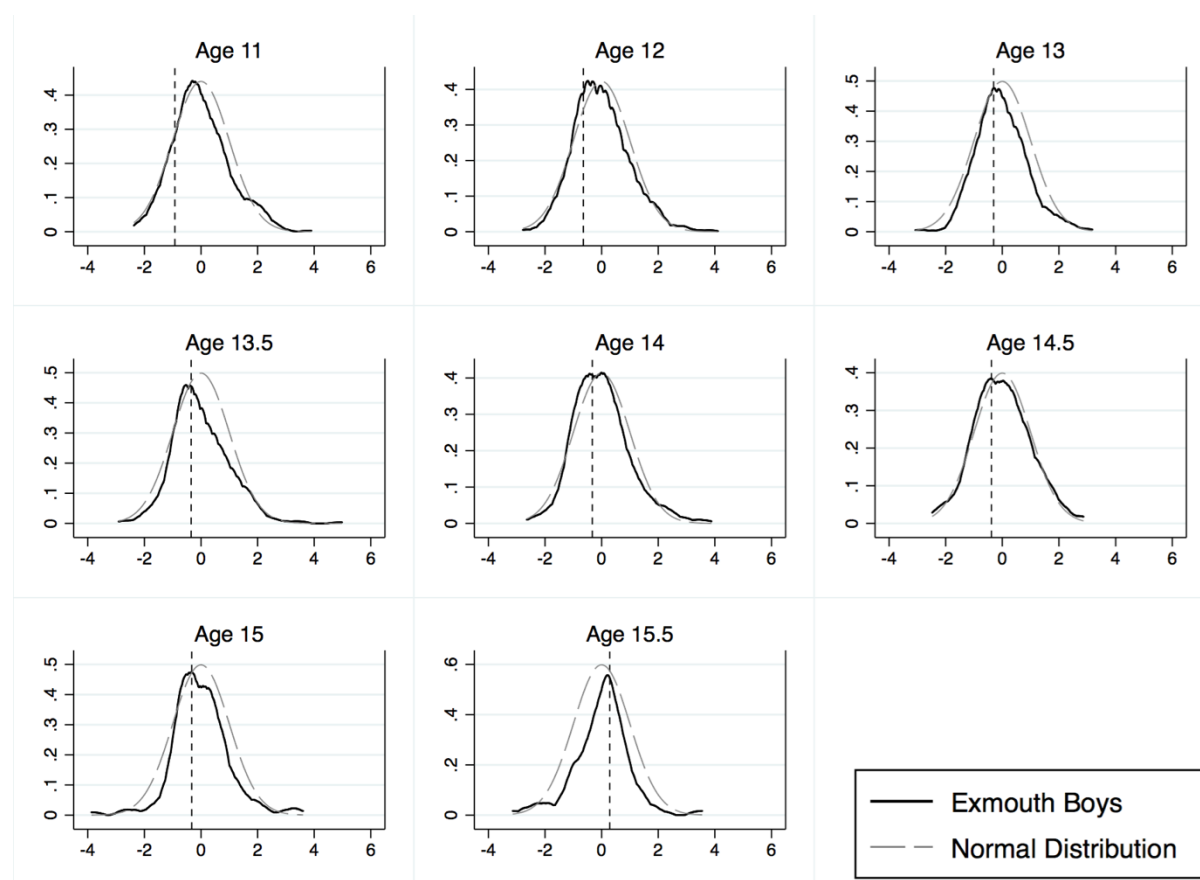 Age 11
.4
.3
.2
.1
0
-4 -2 0 2 4 6
Age 12
.4
.3
.2
.1
0
-4 -2 0 2 4 6
Age 13
.5
.4
.3
.2
.1
0
-4 -2 0 2 4 6
Age 13.5
.5
.4
.3
.2
.1
0
-4 -2 0 2 4 6
Age 14
.4
.3
.2
.1
0
-4 -2 0 2 4 6
Age 14.5
.4
.3
.2
.1
0
-4 -2 0 2 4 6
Age 15
.5
.4
.3
.2
.1
0
-4 -2 0 2 4 6
Age 15.5
.6
.4
.2
0
-4 -2 0 2 4 6
Exmouth Boys
Normal Distribution